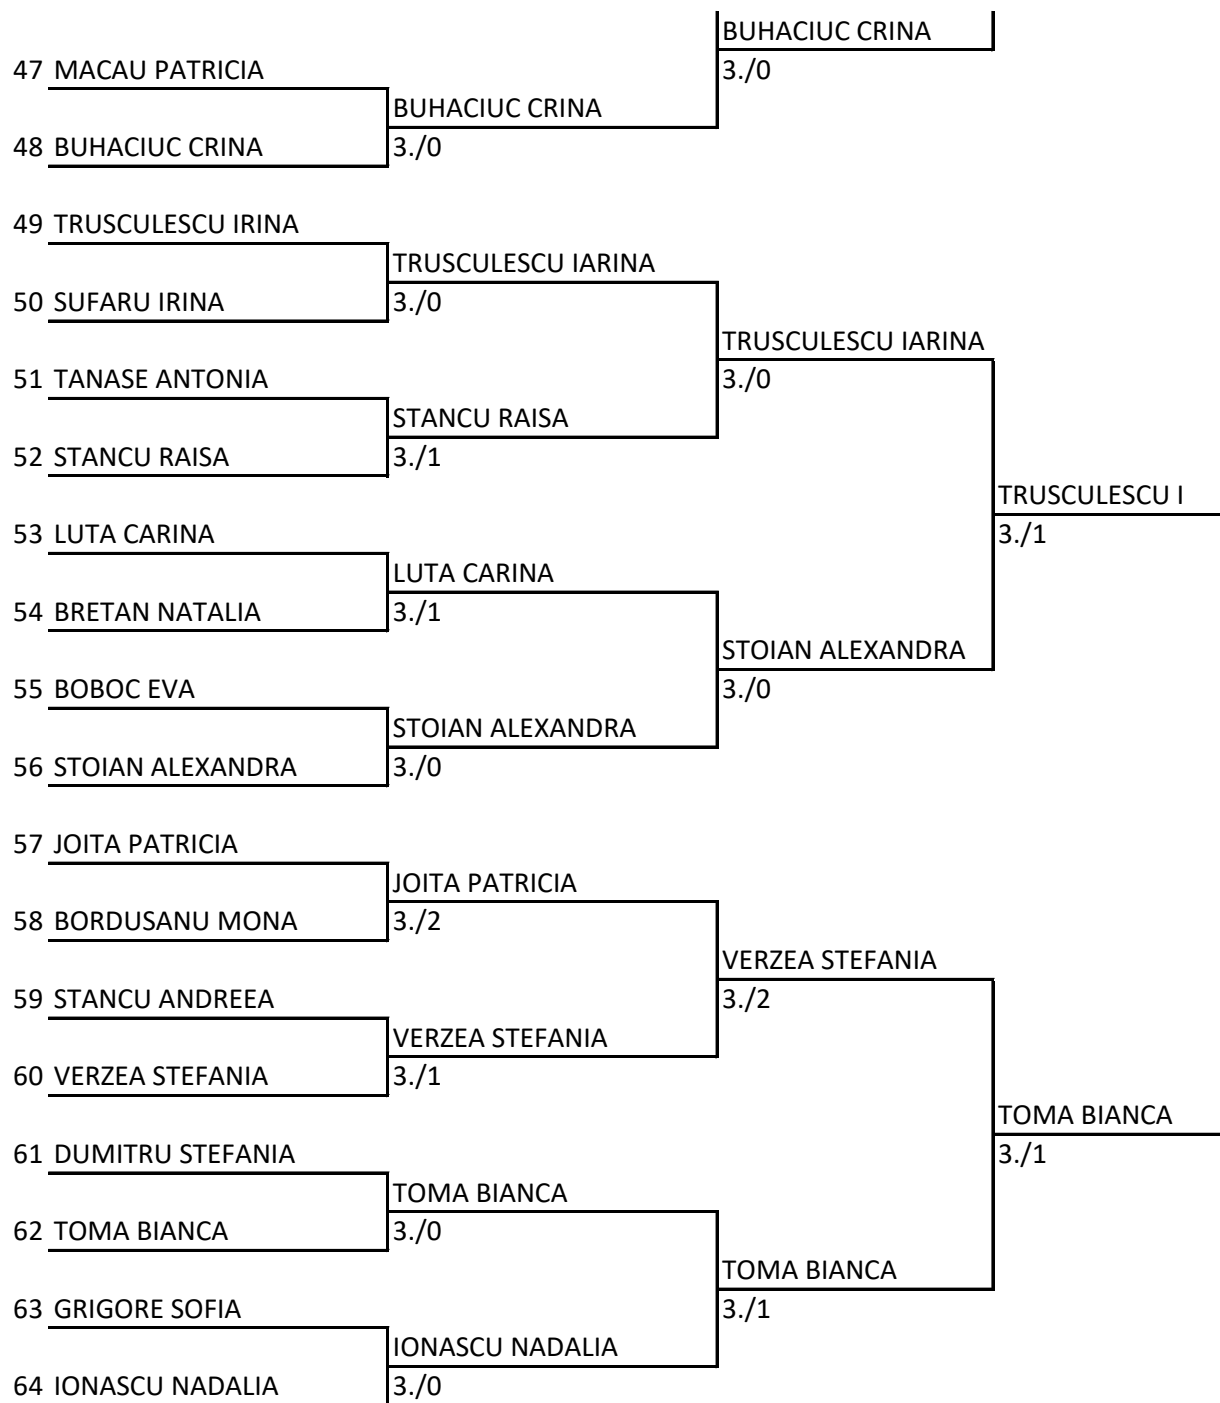 BUHACIUC CRINA
47 MACAU PATRICIA 3./0
BUHACIUC CRINA
48 BUHACIUC CRINA 3./0
49 TRUSCULESCU IRINA
TRUSCULESCU IARINA
50 SUFARU IRINA 3./0
TRUSCULESCU IARINA
51 TANASE ANTONIA 3./0
STANCU RAISA
52 STANCU RAISA 3./1
TRUSCULESCU I
53 LUTA CARINA 3./1
LUTA CARINA
54 BRETAN NATALIA 3./1
STOIAN ALEXANDRA
55 BOBOC EVA 3./0
STOIAN ALEXANDRA
56 STOIAN ALEXANDRA 3./0
57 JOITA PATRICIA
JOITA PATRICIA
58 BORDUSANU MONA 3./2
VERZEA STEFANIA
59 STANCU ANDREEA 3./2
VERZEA STEFANIA
60 VERZEA STEFANIA 3./1
TOMA BIANCA
61 DUMITRU STEFANIA 3./1
TOMA BIANCA
62 TOMA BIANCA 3./0
TOMA BIANCA
63 GRIGORE SOFIA 3./1
IONASCU NADALIA
64 IONASCU NADALIA 3./0